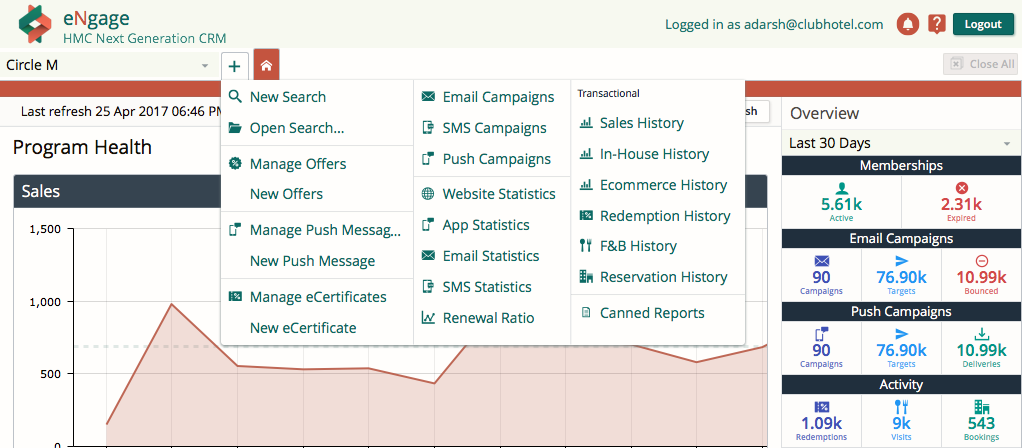 eNgage
HMC Next Generation CRM
Logged in as adarsh@clubhotel.com
Logout
Circle M
Close All
Last refresh 25 Apr 2017 06:46 PM
Program Health
Sales
1,500
1,000
500
0
New Search
Open Search...
Manage Offers
New Offers
Manage Push Messag...
New Push Message
Manage eCertificates
New eCertificate
Email Campaigns
SMS Campaigns
Push Campaigns
Website Statistics
App Statistics
Email Statistics
SMS Statistics
Renewal Ratio
Transactional
Sales History
In-House History
Ecommerce History
Redemption History
F&B History
Reservation History
Canned Reports
sh
Overview
Last 30 Days
Memberships
5.61k 2.31k
Active Expired
Email Campaigns
90 76.90k 10.99k
Campaigns Targets Bounced
Push Campaigns
90 76.90k 10.99k
Campaigns Targets Deliveries
Activity
1.09k 9k 543
Redemptions Visits Bookings